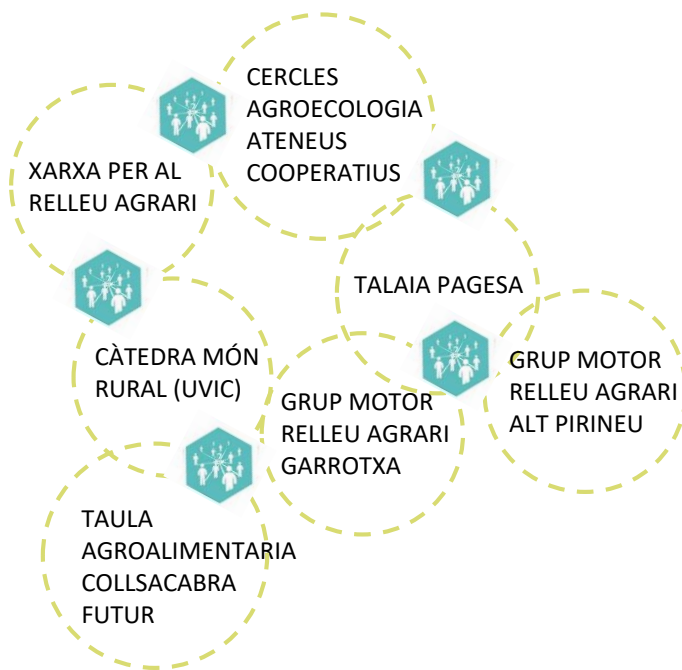 CERCLES
AGROECOLOGIA
ATENEUS
COOPERATIUS
XARXA PER AL
RELLEU AGRARI
TALAIA PAGESA
CÀTEDRA MÓN
RURAL (UVIC)
GRUP MOTOR
RELLEU AGRARI
GARROTXA
GRUP MOTOR
RELLEU AGRARI
ALT PIRINEU
TAULA
AGROALIMENTARIA
COLLSACABRA
FUTUR